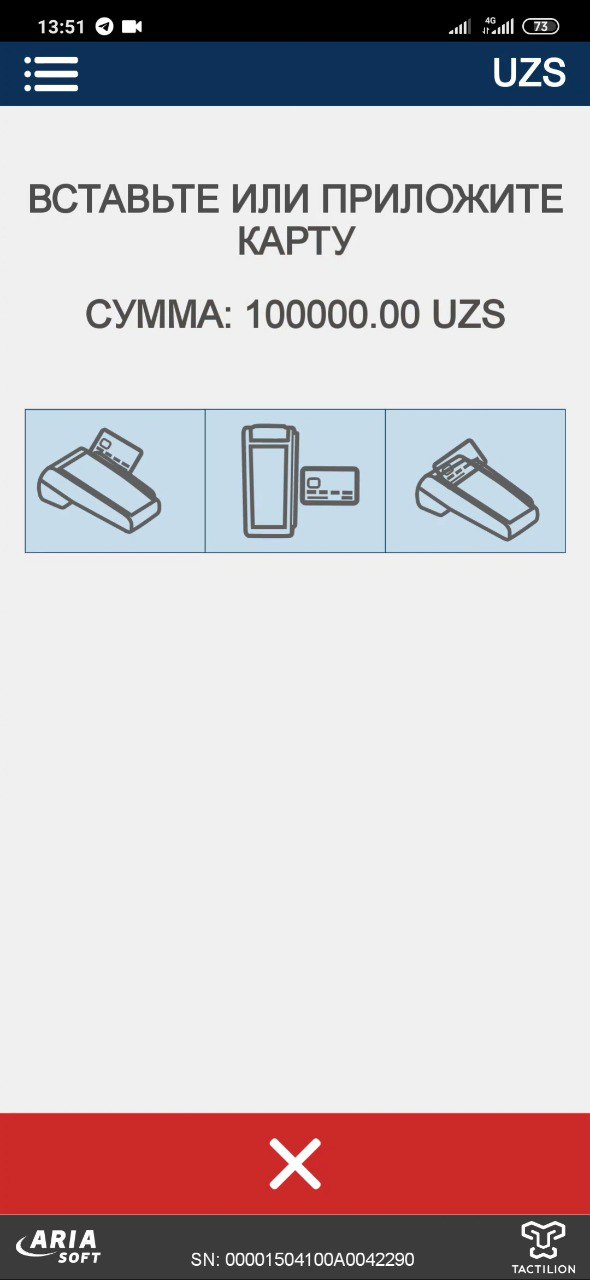 13:51
4G
73
UZS
ВСТАВЬТЕ ИЛИ ПРИЛОЖИТЕ
КАРТУ
СУММА: 100000.00 UZS
ARIA
SOFT
SN: 00001504100A0042290
TACTILION